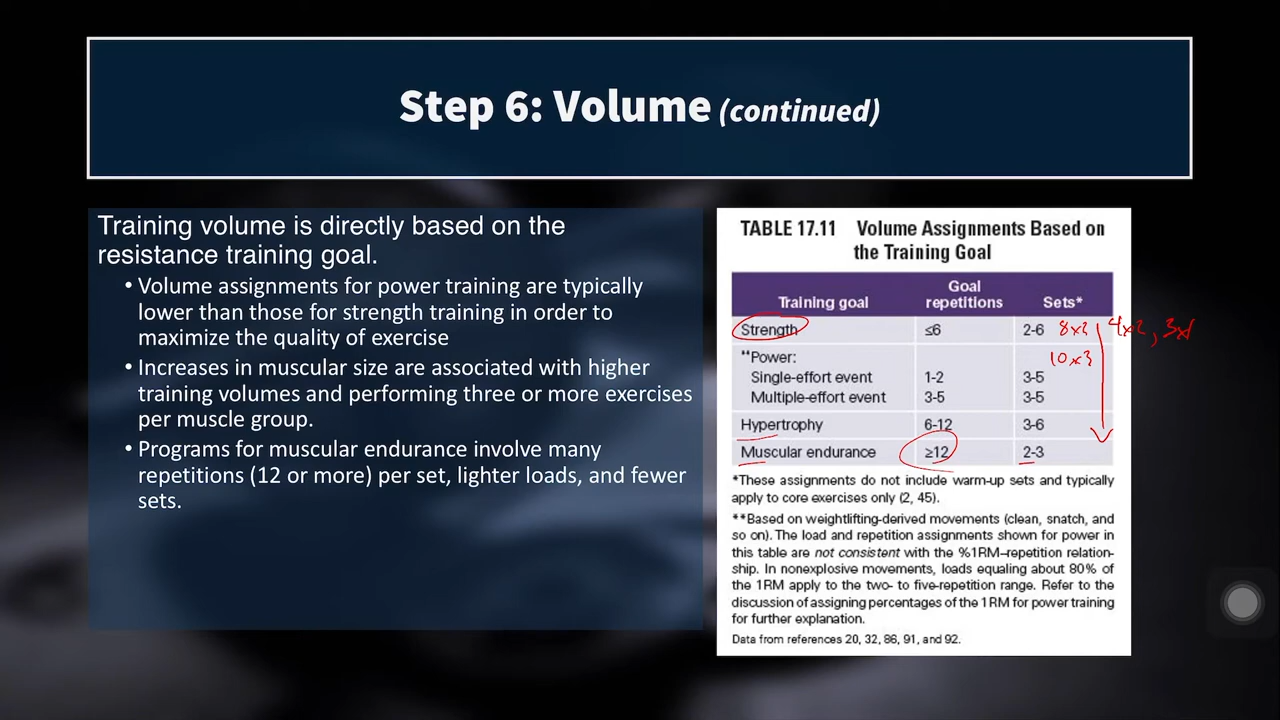 Step 6: Volume (continued)
Training volume is directly based on the
resistance training goal.
• Volume assignments for power training are typically
lower than those for strength training in order to
maximize the quality of exercise
• Increases in muscular size are associated with higher
training volumes and performing three or more exercises
per muscle group.
• Programs for muscular endurance involve many
repetitions (12 or more) per set, lighter loads, and fewer
sets.
TABLE 17.11 Volume Assignments Based on
the Training Goal
Training goal Goal repetitions Sets*
Strength ≤6 2-6 8x3 4x2, 3x1
**Power: 10x3
Single-effort event 1-2 3-5
Multiple-effort event 3-5 3-5
Hypertrophy 6-12 3-6
Muscular endurance ≥12 2-3
*These assignments do not include warm-up sets and typically
apply to core exercises only (2, 45).
**Based on weightlifting-derived movements (clean, snatch, and
so on). The load and repetition assignments shown for power in
this table are not consistent with the %1RM–repetition relation-
ship. In nonexplosive movements, loads equaling about 80% of
the 1RM apply to the two- to five-repetition range. Refer to the
discussion of assigning percentages of the 1RM for power training
for further explanation.
Data from references 20, 32, 86, 91, and 92.